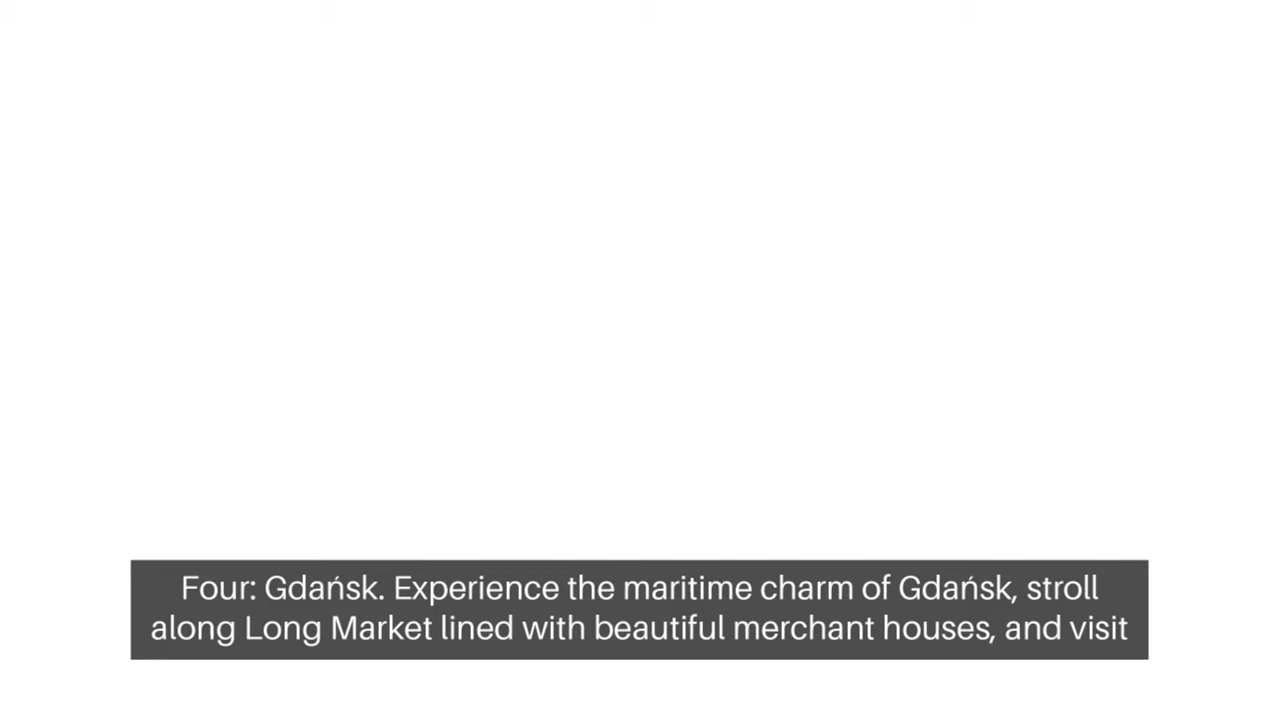 Four: Gdańsk. Experience the maritime charm of Gdańsk, stroll
along Long Market lined with beautiful merchant houses, and visit